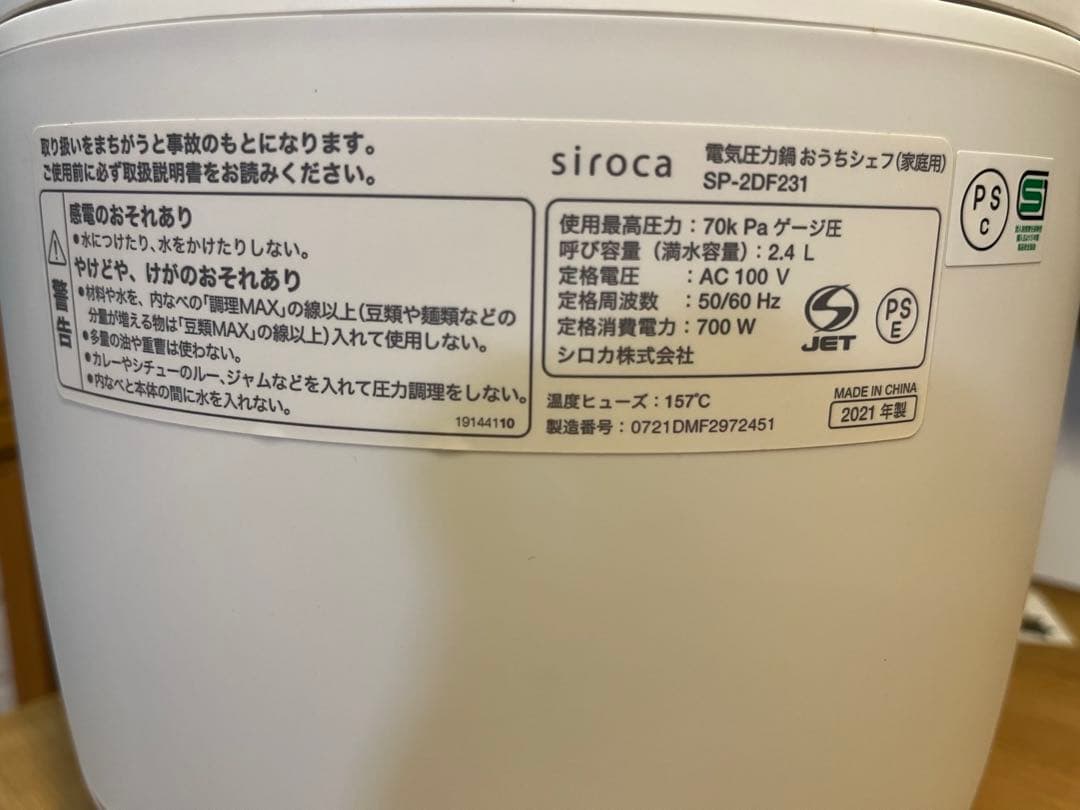 取り扱いをまちがうと事故のもとになります。
ご使用前に必ず取扱説明書をお読みください。
警告
感電のおそれあり
●水につけたり、水をかけたりしない。
やけどや、けがのおそれあり
●材料や水を、内なべの「調理MAX」の線以上(豆類や麺類などの
分量が増える物は「豆類MAX」の線以上)入れて使用しない。
●多量の油や重曹は使わない。
●カレーやシチューのルー、ジャムなどを入れて圧力調理をしない。
●内なべと本体の間に水を入れない。
19144110
siroca
電気圧力鍋 おうちシェフ(家庭用)
SP-2DF231
使用最高圧力:70k Pa ゲージ圧
呼び容量(満水容量):2.4 L
定格電圧 :AC 100 V
定格周波数 :50/60 Hz
定格消費電力:700 W
シロカ株式会社
JET
PS
E
温度ヒューズ:157℃
製造番号:0721DMF2972451
MADE IN CHINA
2021 年製
PS
C
S